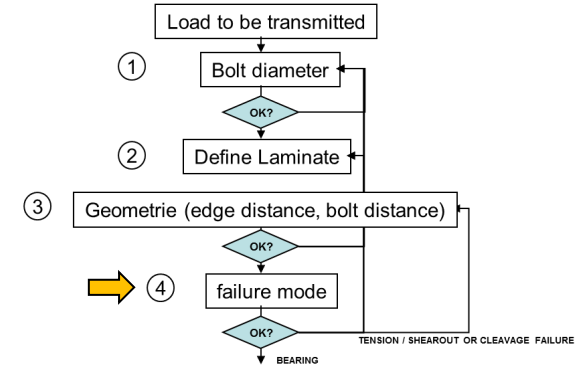 Load to be transmitted
1
Bolt diameter
OK?
2
Define Laminate
3
Geometrie (edge distance, bolt distance)
OK?
4
failure mode
OK?
TENSION / SHEAROUT OR CLEAVAGE FAILURE
BEARING